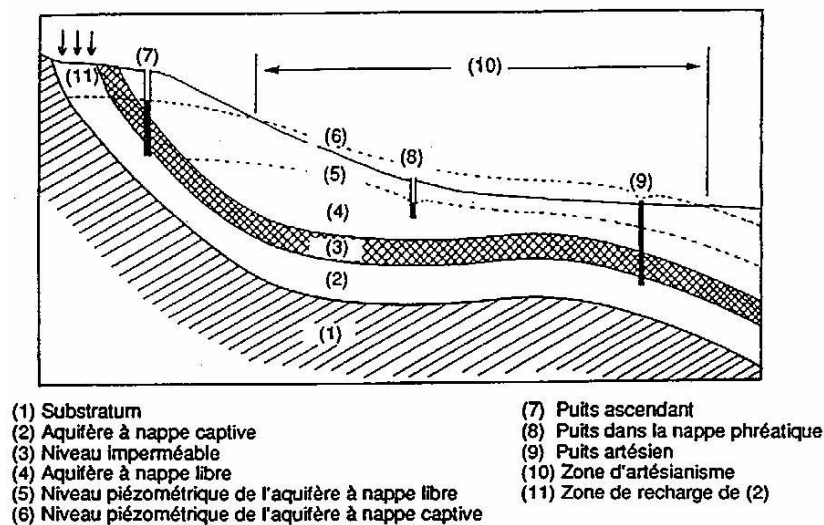 (7)
(11)
(10)
(6)
(8)
(5)
(9)
(4)
(3)
(2)
(1)
(1) Substratum
(2) Aquifère à nappe captive
(3) Niveau imperméable
(4) Aquifère à nappe libre
(5) Niveau piézométrique de l'aquifère à nappe libre
(6) Niveau piézométrique de l'aquifère à nappe captive
(7) Puits ascendant
(8) Puits dans la nappe phréatique
(9) Puits artésien
(10) Zone d'artésianisme
(11) Zone de recharge de (2)